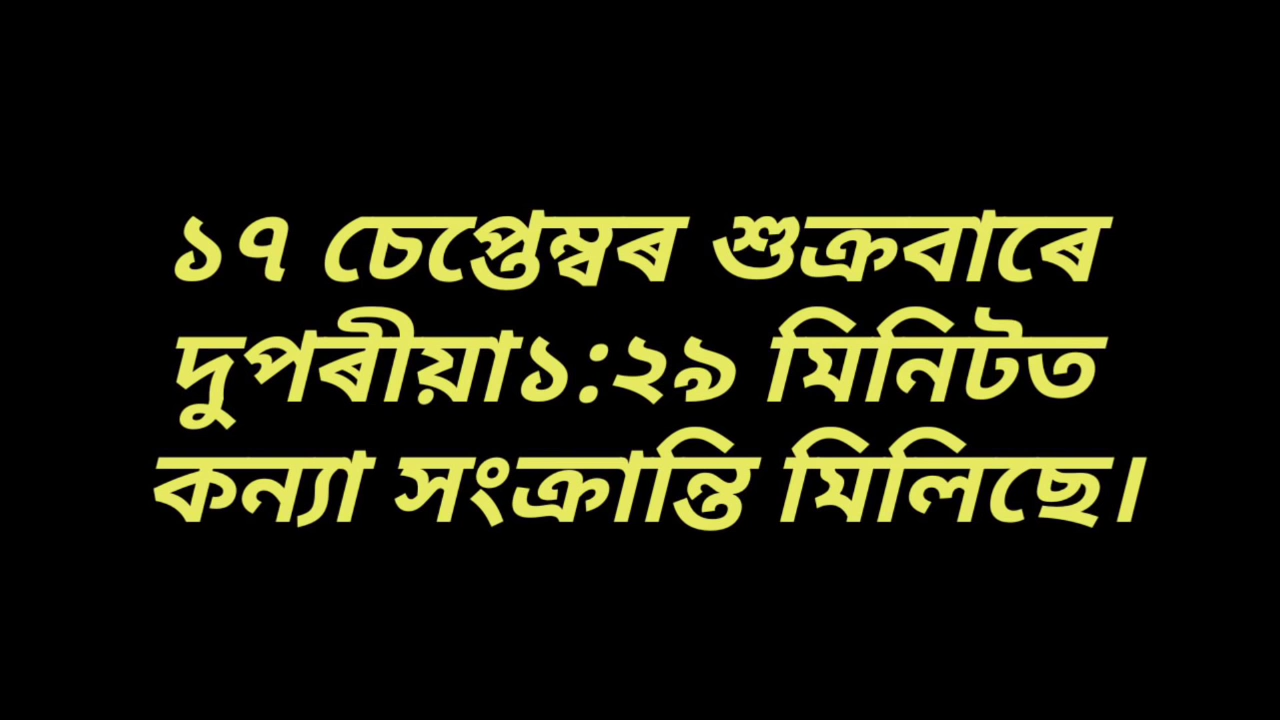 ১৭ চেপ্তেম্বৰ শুক্ৰবাৰে
দুপৰীয়া১:২৯ মিনিটত
কন্যা সংক্ৰান্তি মিলিছে।